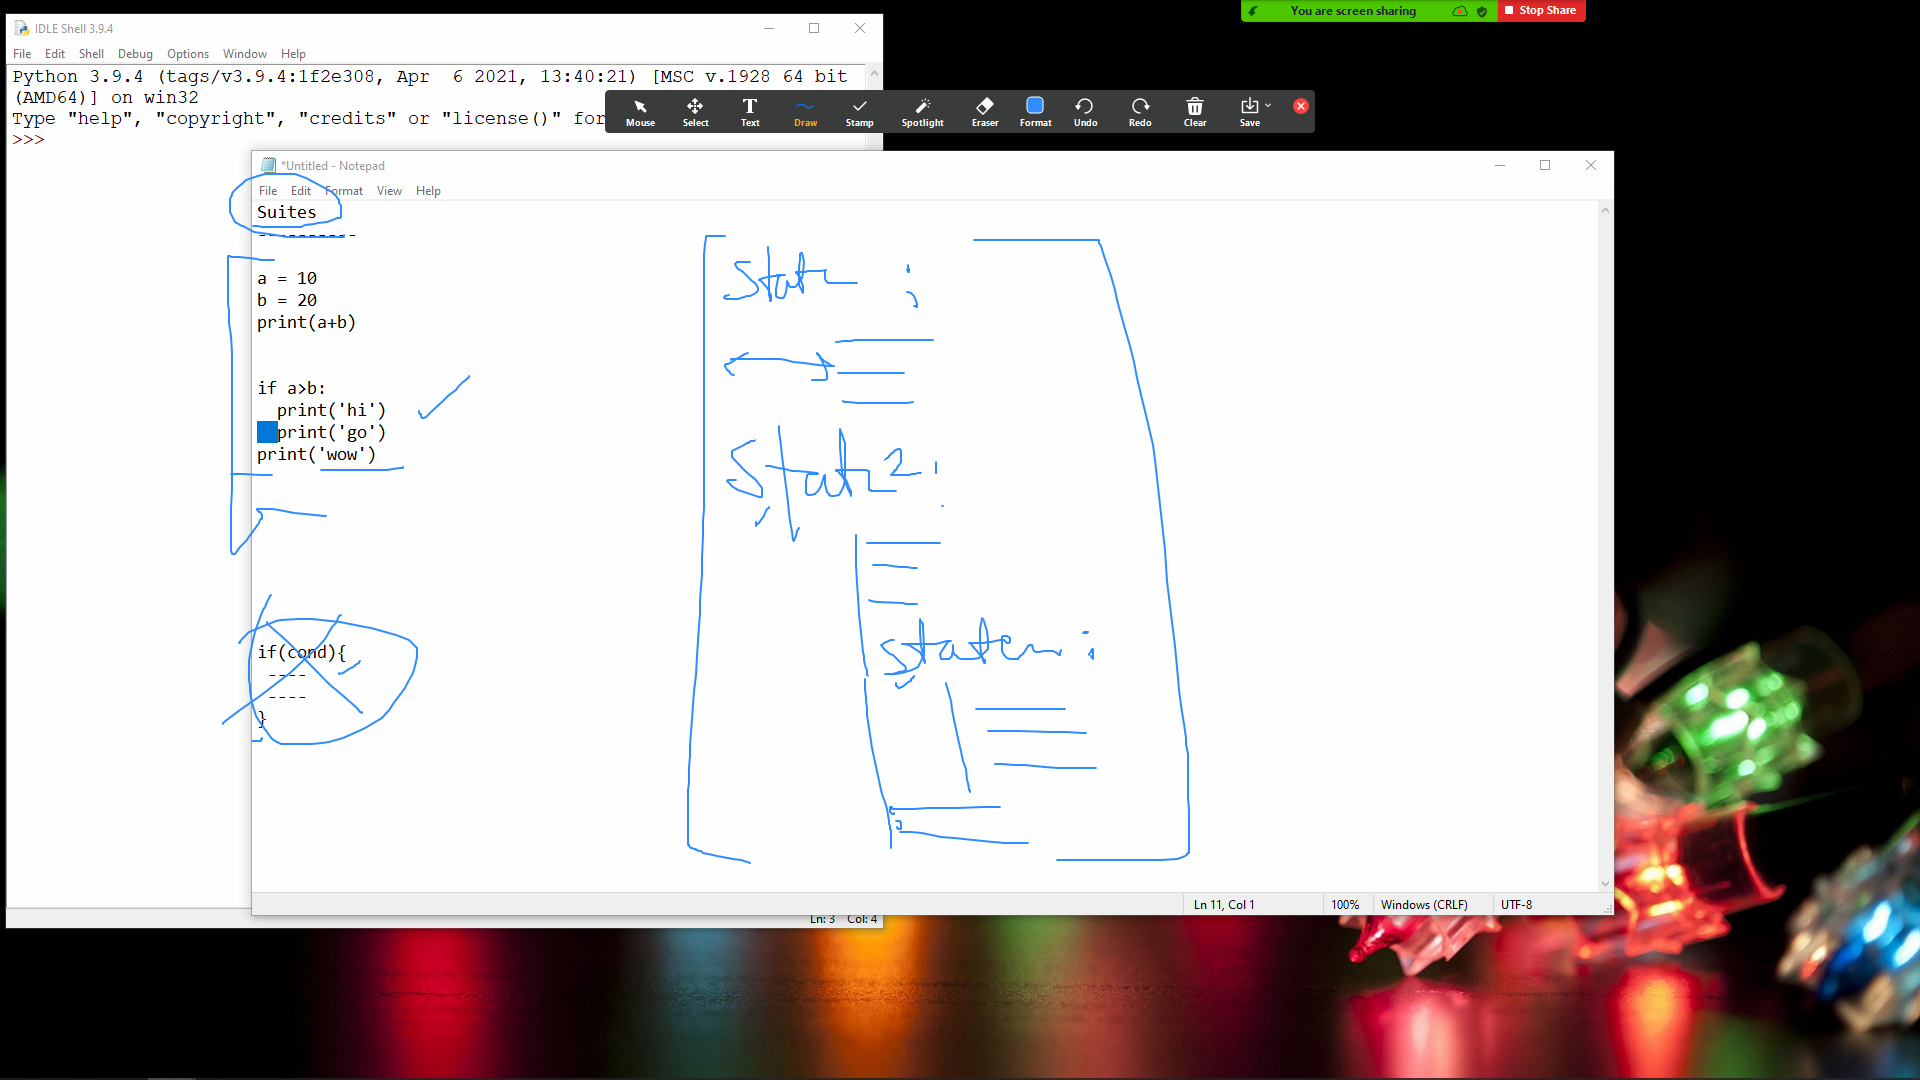 You are screen sharing
Stop Share
IDLE Shell 3.9.4
File Edit Shell Debug Options Window Help
Python 3.9.4 (tags/v3.9.4:1f2e308, Apr  6 2021, 13:40:21) [MSC v.1928 64 bit
(AMD64)] on win32
Type "help", "copyright", "credits" or "license()" for
>>>
Mouse Select Text Draw Stamp Spotlight Eraser Format Undo Redo Clear Save
*Untitled - Notepad
File Edit Format View Help
Suites
----------
a = 10
b = 20
print(a+b)
if a>b:
  print('hi')
  print('go')
print('wow')
if(cond){
 ----
 ----
}
State :
State 2 :
statem :
Ln 11, Col 1 100% Windows (CRLF) UTF-8
Ln: 3 Col: 4